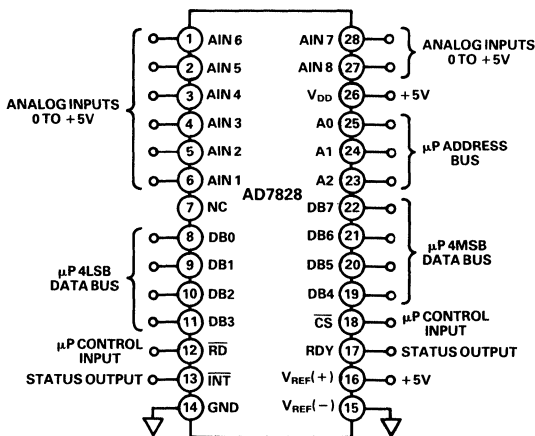 1 AIN 6
2 AIN 5
3 AIN 4
4 AIN 3
5 AIN 2
6 AIN 1
7 NC
8 DB0
9 DB1
10 DB2
11 DB3
12 RD
13 INT
14 GND
ANALOG INPUTS
0 TO +5V
µP 4LSB
DATA BUS
µP CONTROL
INPUT
STATUS OUTPUT
AD7828
AIN 7 28
AIN 8 27
VDD 26 +5V
A0 25
A1 24
A2 23
DB7 22
DB6 21
DB5 20
DB4 19
CS 18
RDY 17 STATUS OUTPUT
VREF(+) 16 +5V
VREF(−) 15
ANALOG INPUTS
0 TO +5V
µP ADDRESS
BUS
µP 4MSB
DATA BUS
µP CONTROL
INPUT